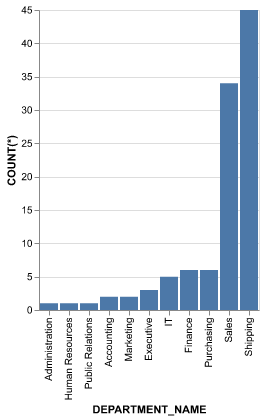 45
40
35
30
25
20
15
10
5
0
COUNT(*)
Administration
Human Resources
Public Relations
Accounting
Marketing
Executive
IT
Finance
Purchasing
Sales
Shipping
DEPARTMENT_NAME